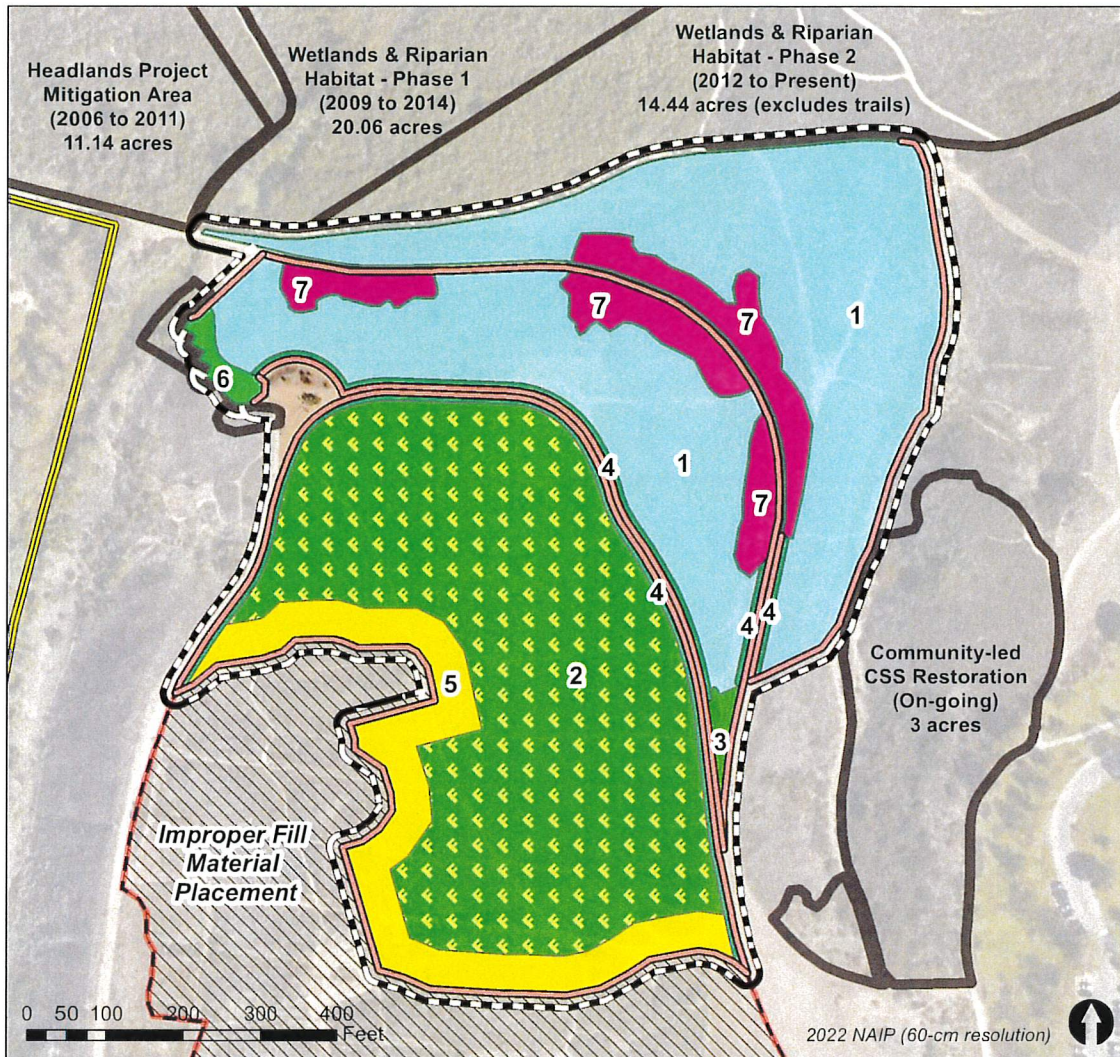 Headlands Project
Mitigation Area
(2006 to 2011)
11.14 acres
Wetlands & Riparian
Habitat - Phase 1
(2009 to 2014)
20.06 acres
Wetlands & Riparian
Habitat - Phase 2
(2012 to Present)
14.44 acres (excludes trails)
7
7
7
1
6
4
1
7
4
4
4
Community-led
CSS Restoration
(On-going)
3 acres
5
2
3
Improper Fill
Material
Placement
0 50 100 200 300 400
Feet
2022 NAIP (60-cm resolution)